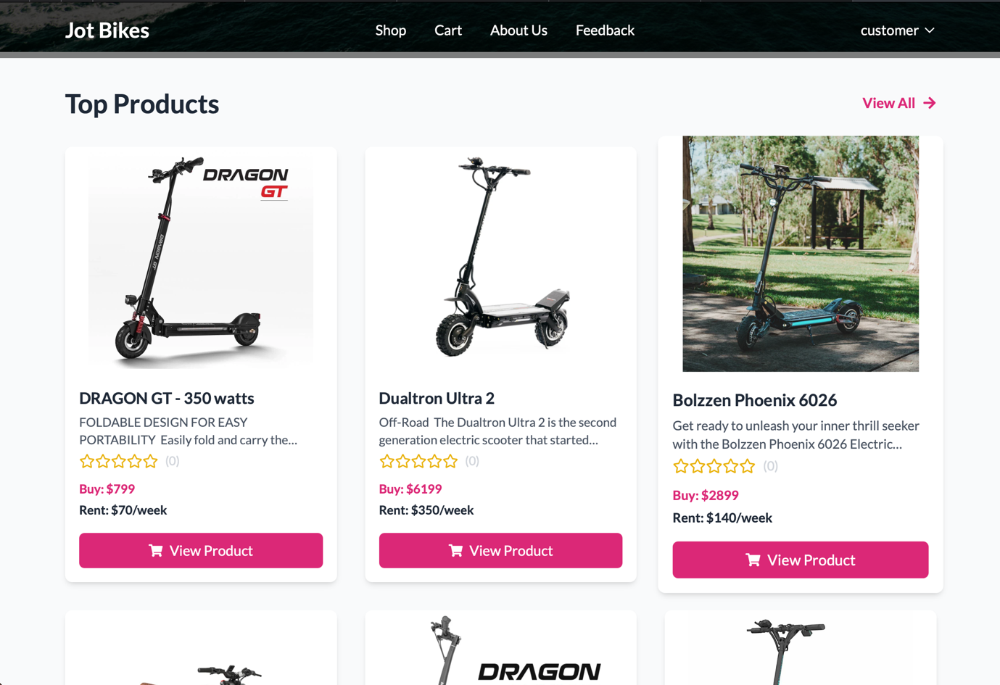 Jot Bikes
Shop
Cart
About Us
Feedback
customer
Top Products
View All
DRAGON
GT
DRAGON GT
DRAGON GT - 350 watts
FOLDABLE DESIGN FOR EASY
PORTABILITY Easily fold and carry the...
(0)
Buy: $799
Rent: $70/week
View Product
Dualtron Ultra 2
Off-Road The Dualtron Ultra 2 is the second
generation electric scooter that started...
(0)
Buy: $6199
Rent: $350/week
View Product
Bolzzen Phoenix 6026
Get ready to unleash your inner thrill seeker
with the Bolzzen Phoenix 6026 Electric...
(0)
Buy: $2899
Rent: $140/week
View Product
DRAGON